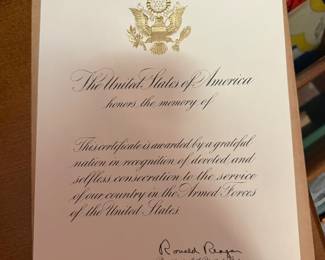 The United States of America
honors the memory of
This certificate is awarded by a grateful
nation in recognition of devoted and
selfless consecration to the service
of our country in the Armed Forces
of the United States.
Ronald Reagan